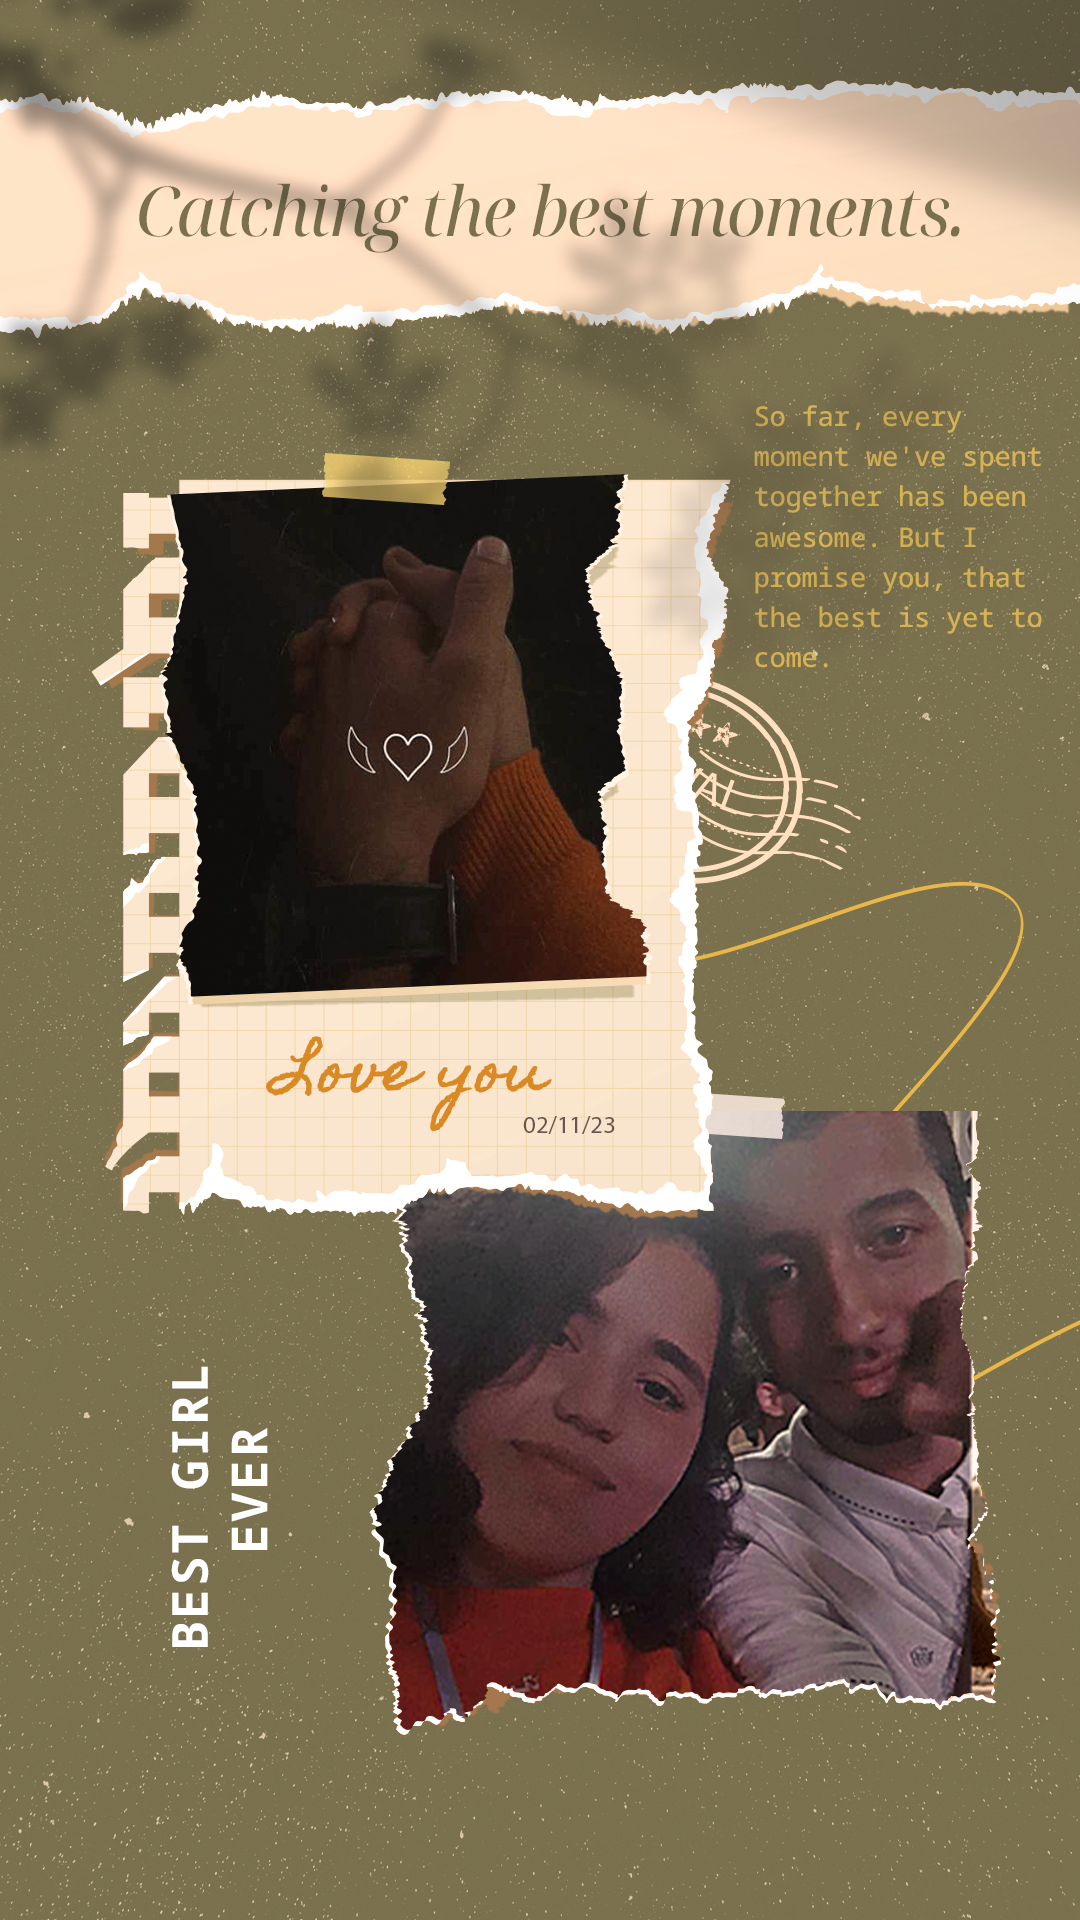 Catching the best moments.
So far, every
moment we've spent
together has been
awesome. But I
promise you, that
the best is yet to
come.
Love you
02/11/23
BEST GIRL
EVER